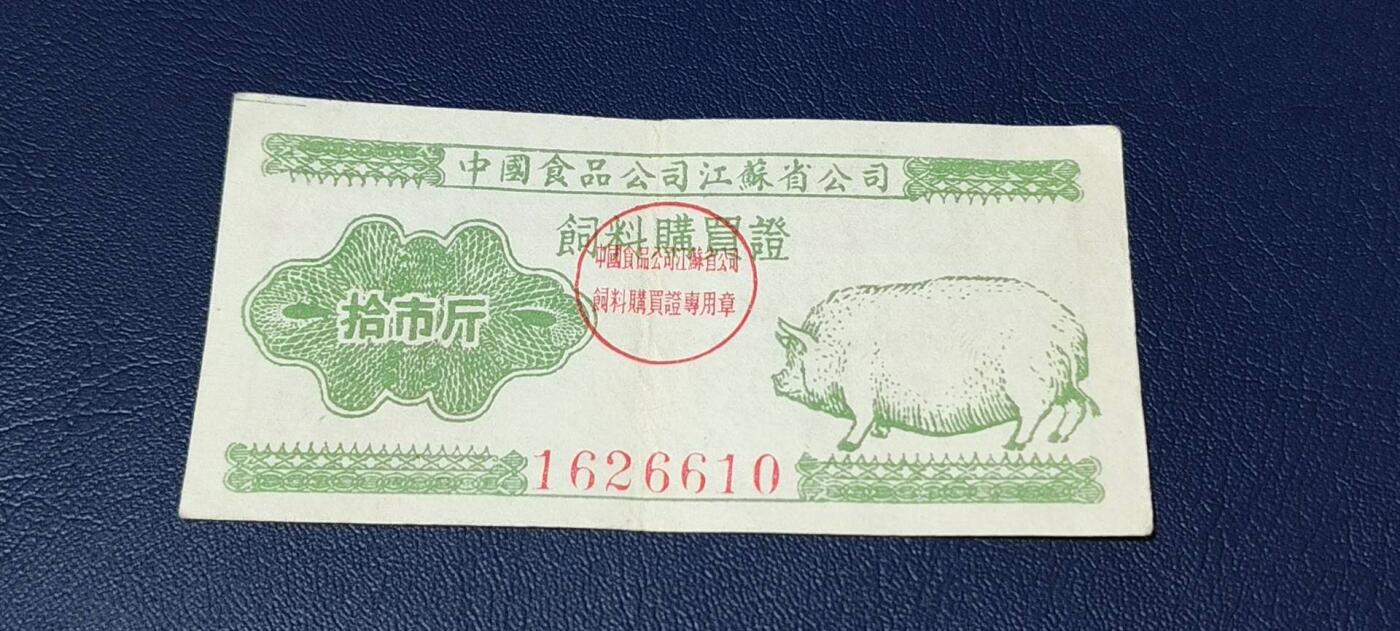 中國食品公司江蘇省公司
飼料購買證
中國食品公司江蘇省公司
飼料購買證專用章
拾市斤
1626610